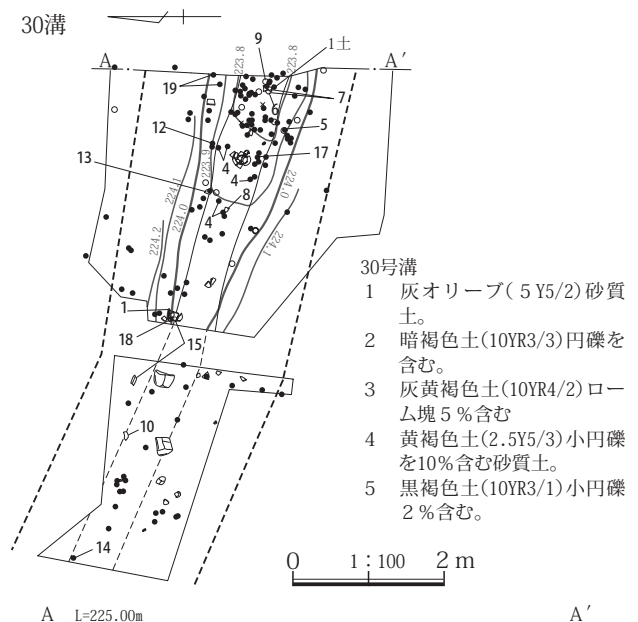 30溝
A
A′
9
223.8
223.8
1土
19
7
6
5
12
4
17
223.9
13
4
224.0
8
4
224.1
224.0
224.2
224.1
1
18
15
10
14
30号溝
1 灰オリーブ(5Y5/2)砂質
土。
2 暗褐色土(10YR3/3)円礫を
含む。
3 灰黄褐色土(10YR4/2)ロー
ム塊5%含む
4 黄褐色土(2.5Y5/3)小円礫
を10%含む砂質土。
5 黒褐色土(10YR3/1)小円礫
2%含む。
0 1:100 2m
A L=225.00m A′